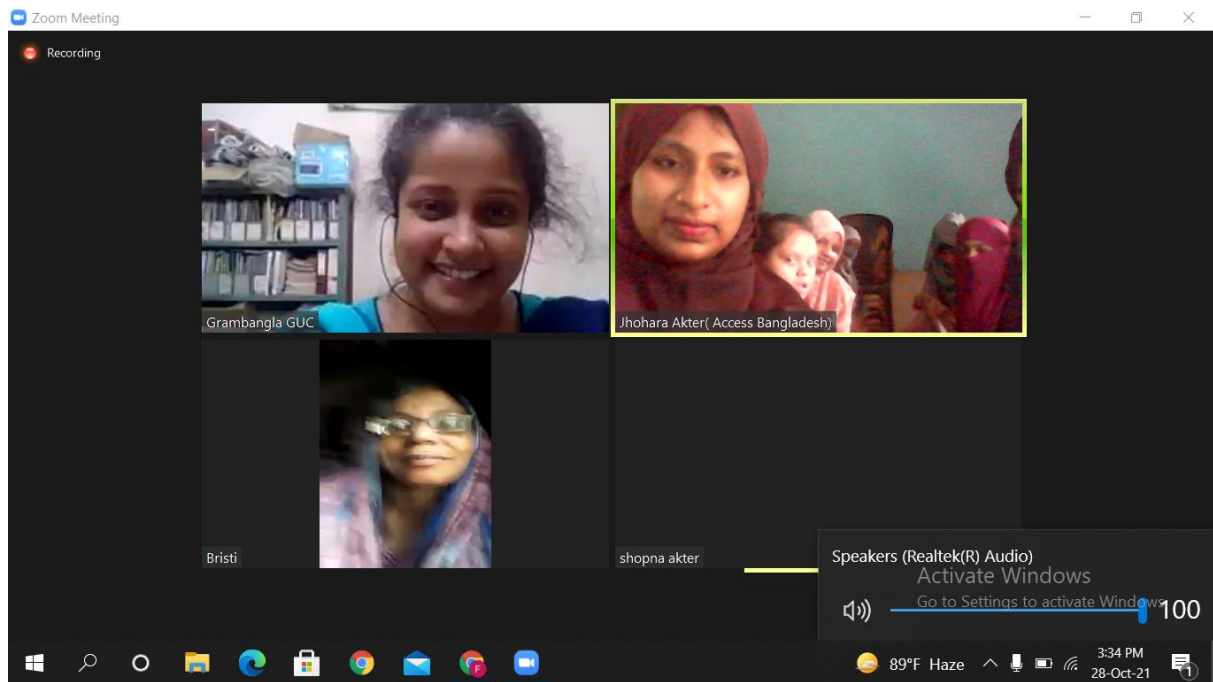 Zoom Meeting
Recording
Grambangla GUC
Jhohara Akter( Access Bangladesh)
Bristi
shopna akter
Speakers (Realtek(R) Audio)
Activate Windows
Go to Settings to activate Windows.
100
89°F Haze
3:34 PM
28-Oct-21
1